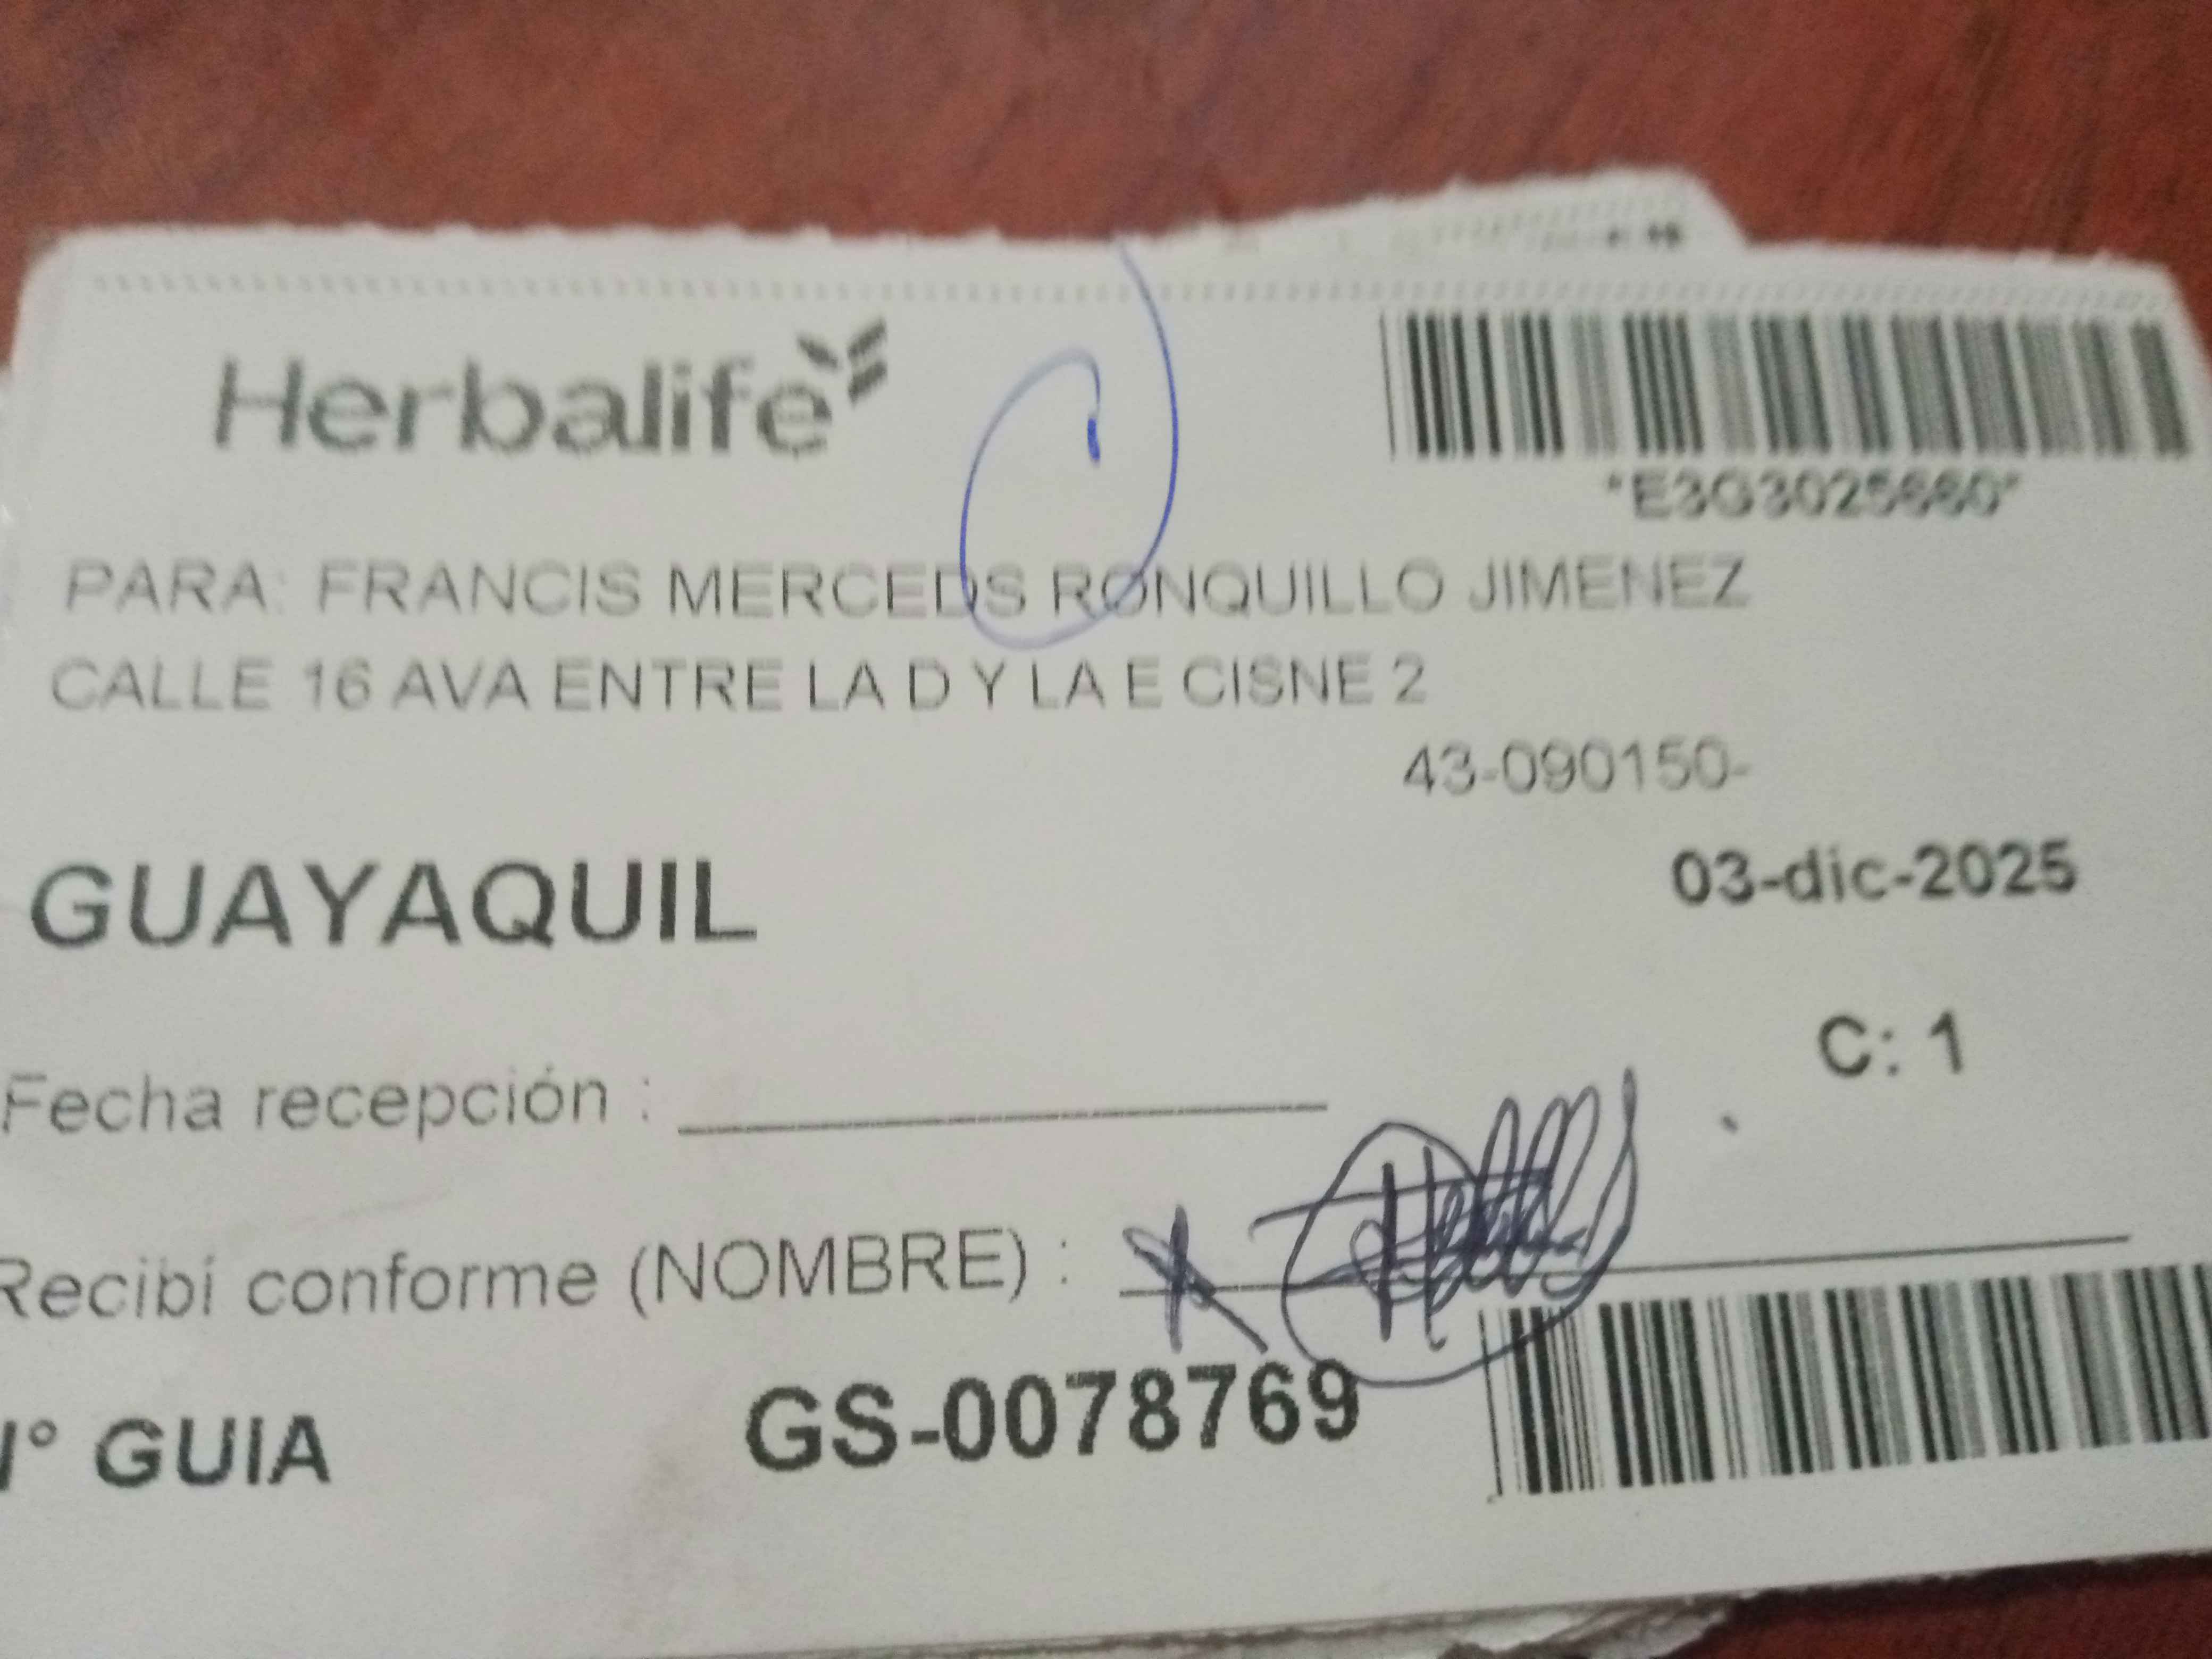 Herbalife
*E3G3025660*
PARA: FRANCIS MERCEDS RONQUILLO JIMENEZ
CALLE 16 AVA ENTRE LA D Y LA E CISNE 2
43-090150-
GUAYAQUIL
03-dic-2025
C: 1
Fecha recepción :
Recibí conforme (NOMBRE) :
N° GUIA GS-0078769